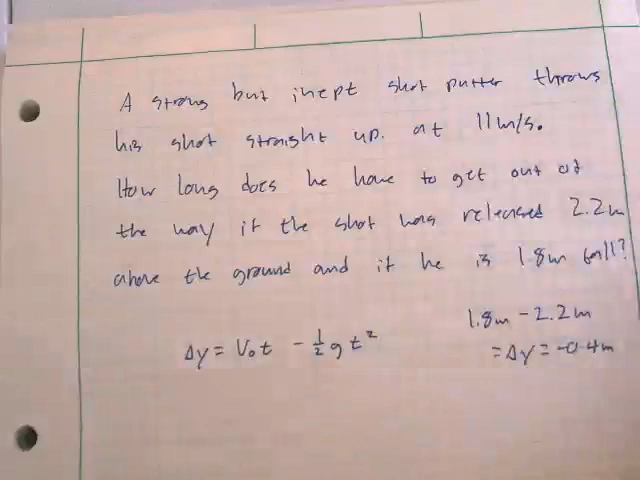 A strong but inept shot putter throws
his shot straight up. at 11m/s.
How long does he have to get out of
the way if the shot was released 2.2m
above the ground and if he is 1.8m tall?
1.8m - 2.2m
Δy = V₀t - ½gt²
= Δy = -0.4m